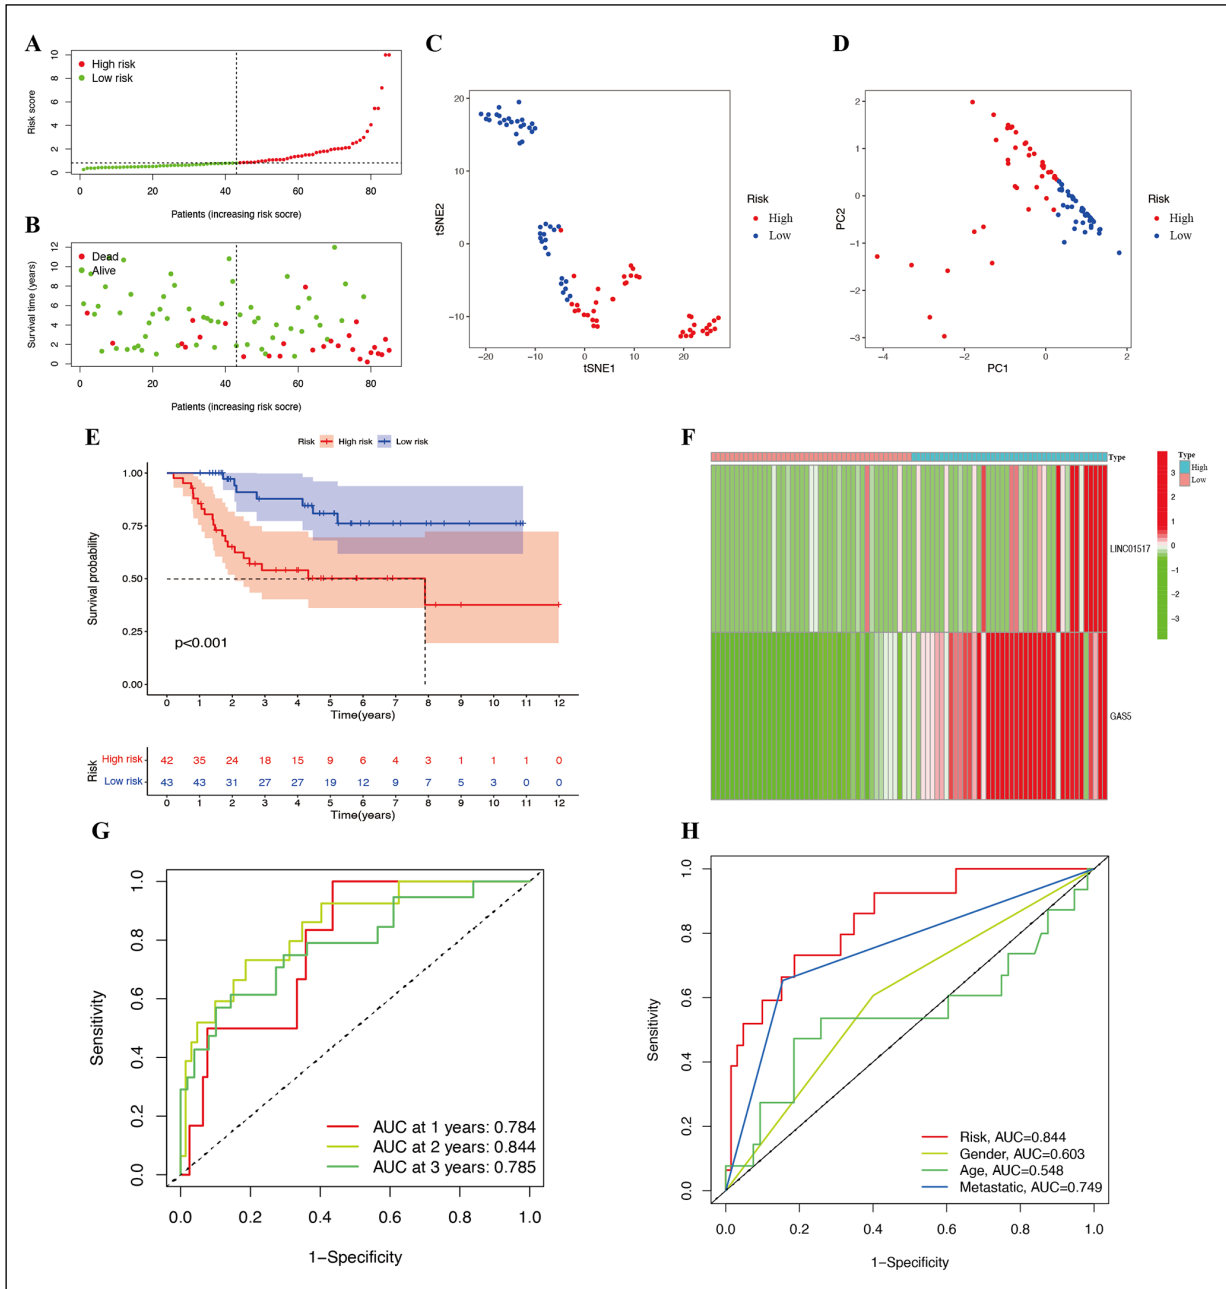 A
High risk
Low risk
Risk score
0 2 4 6 8 10
0 20 40 60 80
Patients (increasing risk socre)
B
Dead
Alive
Survival time (years)
0 2 4 6 8 10 12
0 20 40 60 80
Patients (increasing risk socre)
C
tSNE2
20
10
0
−10
−20 −10 0 10 20
tSNE1
Risk
High
Low
D
PC2
2
1
0
−1
−2
−3
−4 −2 0 2
PC1
Risk
High
Low
E
Risk High risk Low risk
Survival probability
1.00
0.75
0.50
0.25
0.00
p<0.001
0 1 2 3 4 5 6 7 8 9 10 11 12
Time(years)
Risk
High risk 42 35 24 18 15 9 6 4 3 1 1 1 0
Low risk 43 43 31 27 27 19 12 9 7 5 3 0 0
0 1 2 3 4 5 6 7 8 9 10 11 12
Time(years)
F
Type
LINC01517
GAS5
3
2
1
0
−1
−2
−3
Type
High
Low
G
Sensitivity
0.0 0.2 0.4 0.6 0.8 1.0
AUC at 1 years: 0.784
AUC at 2 years: 0.844
AUC at 3 years: 0.785
0.0 0.2 0.4 0.6 0.8 1.0
1−Specificity
H
Sensitivity
0.0 0.2 0.4 0.6 0.8 1.0
Risk, AUC=0.844
Gender, AUC=0.603
Age, AUC=0.548
Metastatic, AUC=0.749
0.0 0.2 0.4 0.6 0.8 1.0
1−Specificity